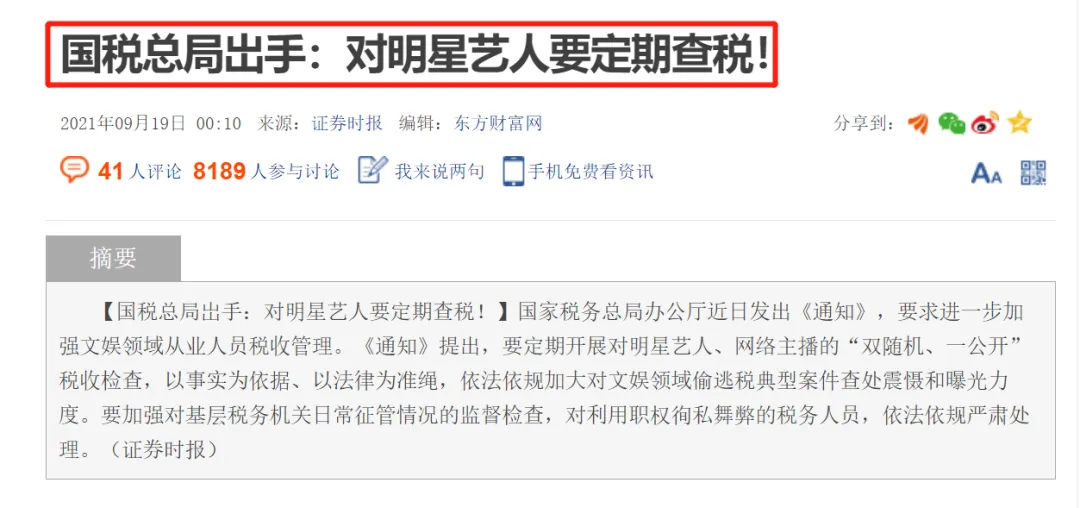 国税总局出手：对明星艺人要定期查税！
2021年09月19日 00:10 来源：证券时报 编辑：东方财富网 分享到：
41人评论 8189人参与讨论 我来说两句 手机免费看资讯 AA
摘要
【国税总局出手：对明星艺人要定期查税！】国家税务总局办公厅近日发出《通知》，要求进一步加
强文娱领域从业人员税收管理。《通知》提出，要定期开展对明星艺人、网络主播的“双随机、一公开”
税收检查，以事实为依据、以法律为准绳，依法依规加大对文娱领域偷逃税典型案件查处震慑和曝光力
度。要加强对基层税务机关日常征管情况的监督检查，对利用职权徇私舞弊的税务人员，依法依规严肃处
理。（证券时报）